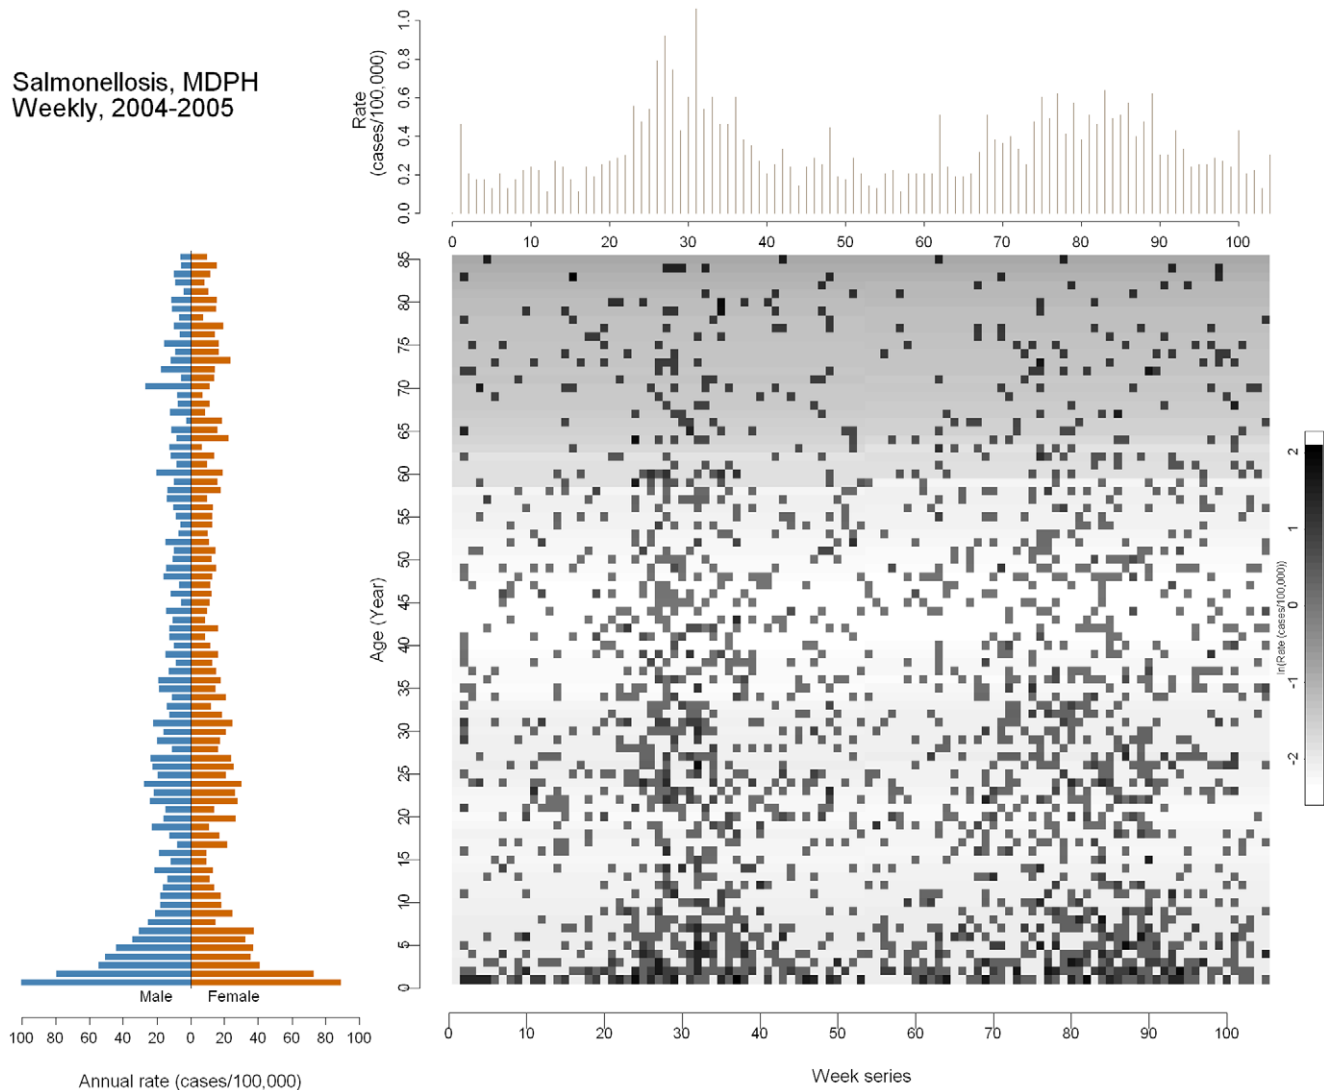 Salmonellosis, MDPH
Weekly, 2004-2005
Rate
(cases/100,000)
1.0
0.8
0.6
0.4
0.2
0.0
0 10 20 30 40 50 60 70 80 90 100
85
80
75
70
65
60
55
50
45
40
35
30
25
20
15
10
5
0
Age (Year)
Male Female
100 80 60 40 20 0 20 40 60 80 100
Annual rate (cases/100,000)
0 10 20 30 40 50 60 70 80 90 100
Week series
2
1
0
-1
-2
ln(Rate (cases/100,000))